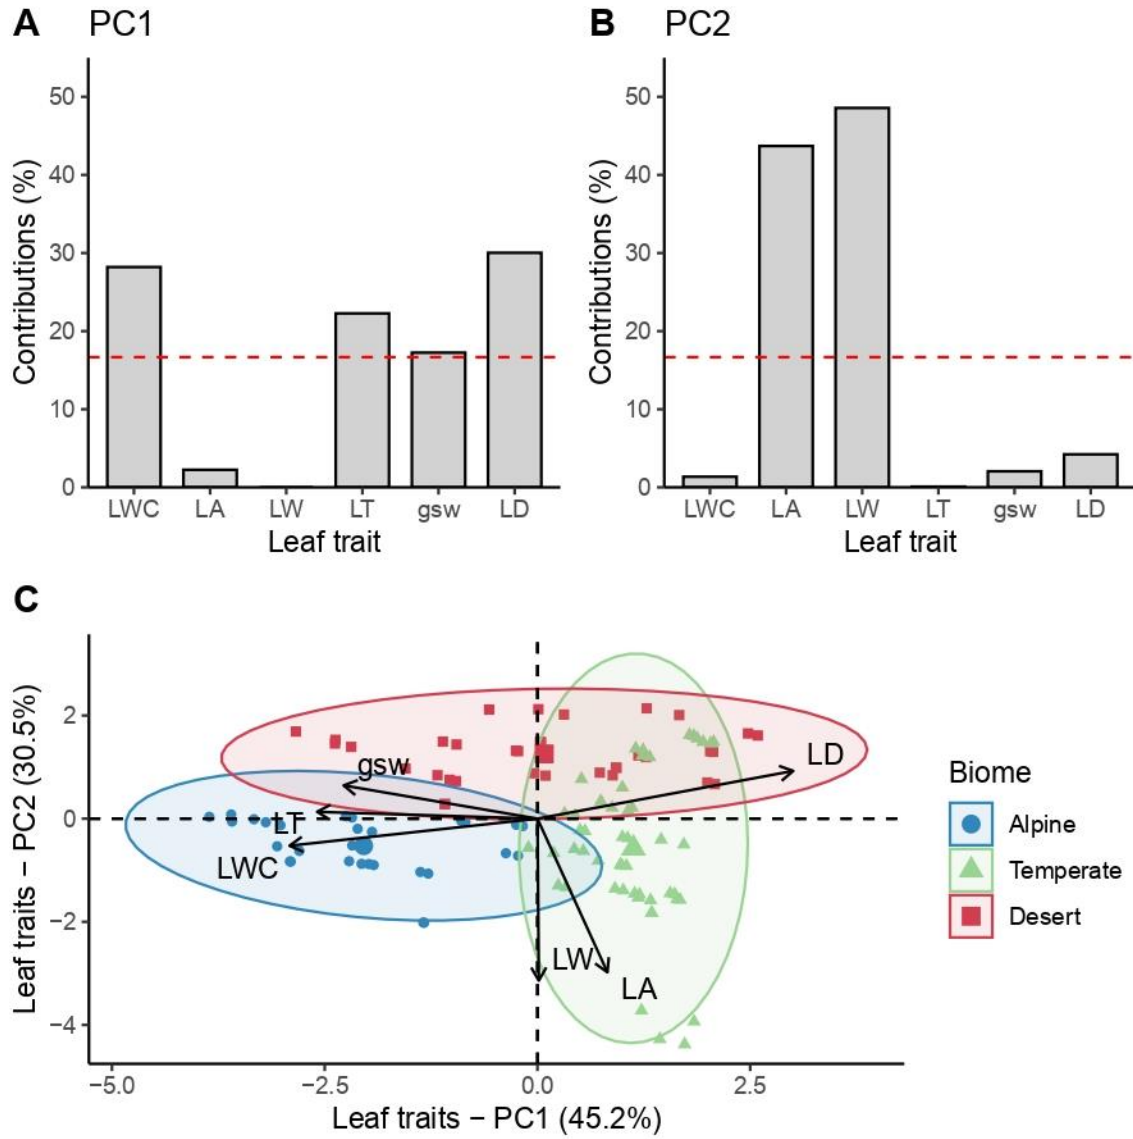 A PC1
B PC2
Contributions (%)
50
40
30
20
10
0
LWC LA LW LT gsw LD
Leaf trait
Contributions (%)
50
40
30
20
10
0
LWC LA LW LT gsw LD
Leaf trait
C
Leaf traits − PC2 (30.5%)
2
0
−2
−4
gsw
LD
LT
LWC
LW
LA
−5.0 −2.5 0.0 2.5
Leaf traits − PC1 (45.2%)
Biome
Alpine
Temperate
Desert